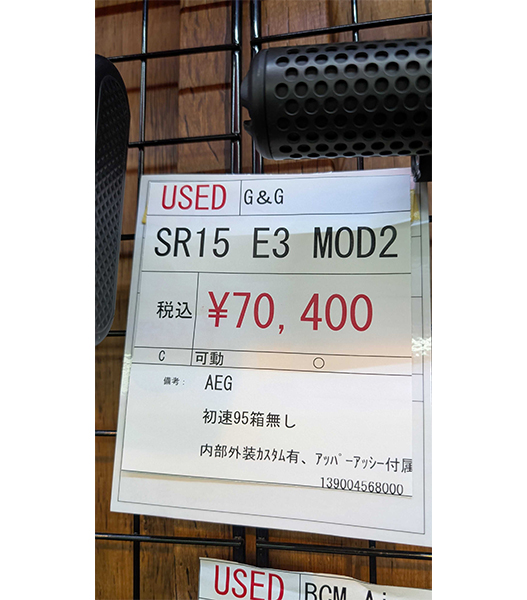 USED G&G
SR15 E3 MOD2
税込 ¥70,400
C 可動 ○
備考： AEG
初速95箱無し
内部外装ｶｽﾀﾑ有、ｱｯﾊﾟｰｱｯｼｰ付属
139004568000
USED BCM Ai